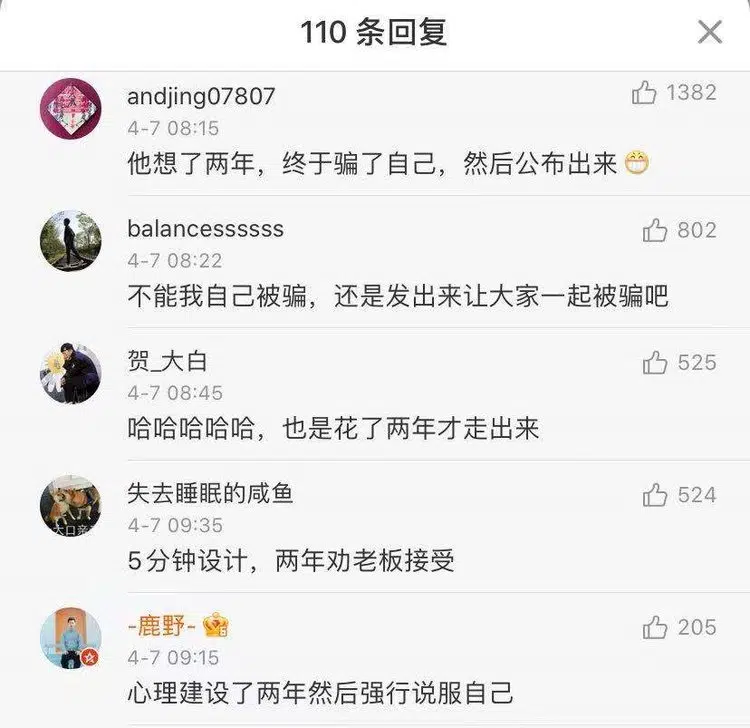 110 条回复
andjing07807
1382
4-7 08:15
他想了两年，终于骗了自己，然后公布出来😁
balancessssss
802
4-7 08:22
不能我自己被骗，还是发出来让大家一起被骗吧
贺_大白
525
4-7 08:45
哈哈哈哈哈，也是花了两年才走出来
失去睡眠的咸鱼
524
4-7 09:35
5分钟设计，两年劝老板接受
-鹿野-
205
4-7 09:15
心理建设了两年然后强行说服自己